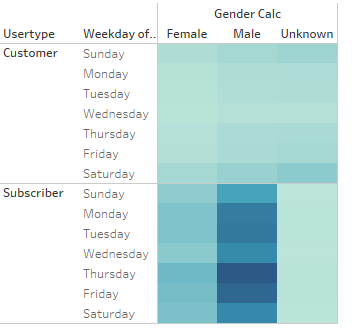 Gender Calc
Usertype Weekday of.. Female Male Unknown
Customer Sunday
Monday
Tuesday
Wednesday
Thursday
Friday
Saturday
Subscriber Sunday
Monday
Tuesday
Wednesday
Thursday
Friday
Saturday